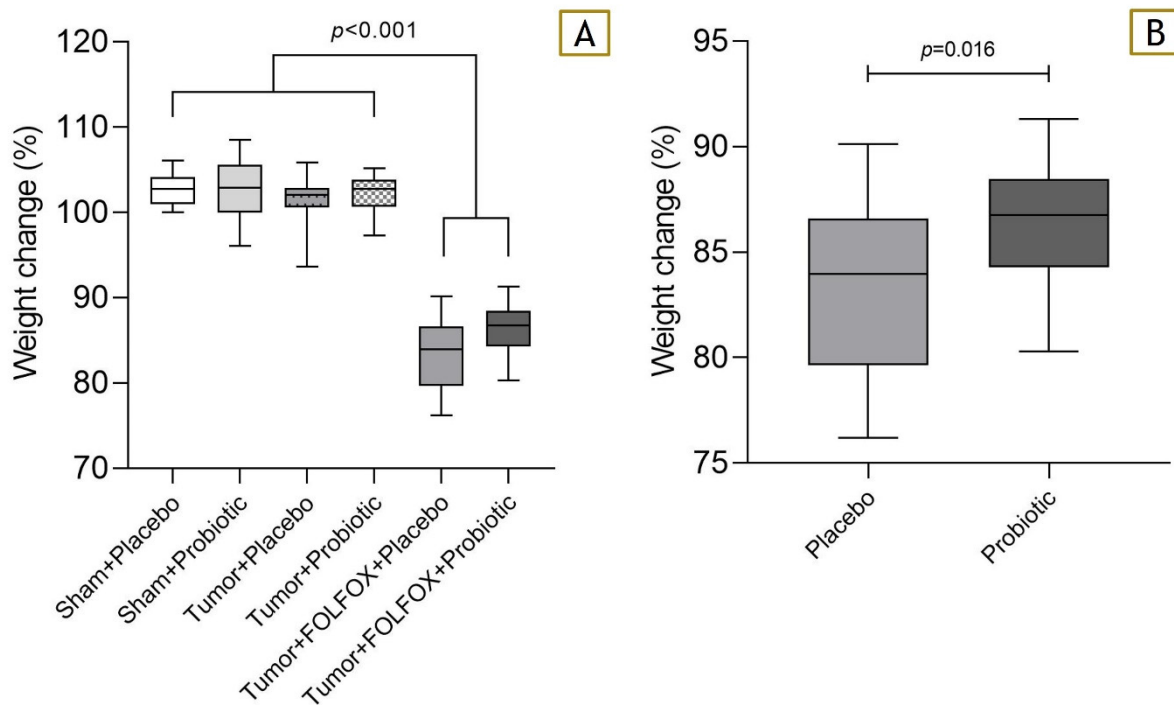 A
p<0.001
Weight change (%)
120
110
100
90
80
70
Sham+Placebo
Sham+Probiotic
Tumor+Placebo
Tumor+Probiotic
Tumor+FOLFOX+Placebo
Tumor+FOLFOX+Probiotic
B
p=0.016
Weight change (%)
95
90
85
80
75
Placebo
Probiotic